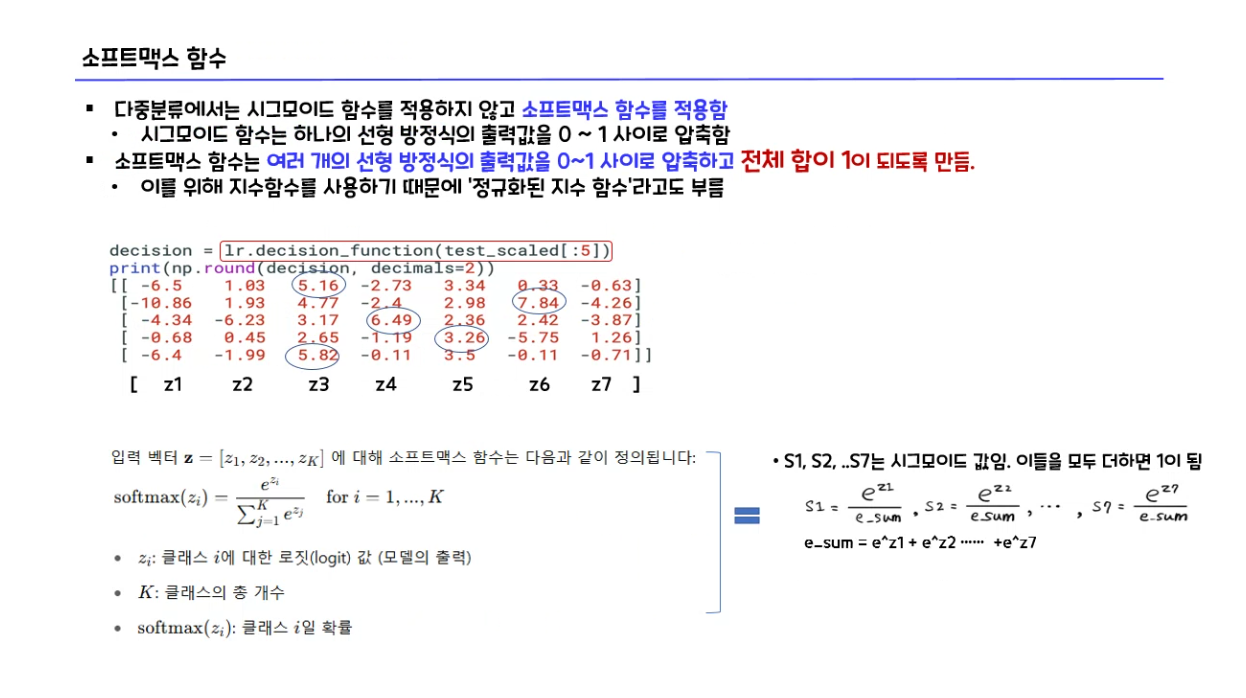 소프트맥스 함수
▪ 다중분류에서는 시그모이드 함수를 적용하지 않고 소프트맥스 함수를 적용함
• 시그모이드 함수는 하나의 선형 방정식의 출력값을 0 ~ 1 사이로 압축함
▪ 소프트맥스 함수는 여러 개의 선형 방정식의 출력값을 0~1 사이로 압축하고 전체 합이 1이 되도록 만듬.
• 이를 위해 지수함수를 사용하기 때문에 '정규화된 지수 함수'라고도 부름
decision = lr.decision_function(test_scaled[:5])
print(np.round(decision, decimals=2))
[[ -6.5 1.03 5.16 -2.73 3.34 0.33 -0.63]
[-10.86 1.93 4.77 -2.4 2.98 7.84 -4.26]
[ -4.34 -6.23 3.17 6.49 2.36 2.42 -3.87]
[ -0.68 0.45 2.65 -1.19 3.26 -5.75 1.26]
[ -6.4 -1.99 5.82 -0.11 3.5 -0.11 -0.71]]
[ z1 z2 z3 z4 z5 z6 z7 ]
입력 벡터 z = [z₁, z₂, ..., z_K] 에 대해 소프트맥스 함수는 다음과 같이 정의됩니다:
softmax(z_i) = e^{z_i} / ∑_{j=1}^{K} e^{z_j} for i = 1, ..., K
• z_i: 클래스 i에 대한 로짓(logit) 값 (모델의 출력)
• K: 클래스의 총 개수
• softmax(z_i): 클래스 i일 확률
• S1, S2, ..S7는 시그모이드 값임. 이들을 모두 더하면 1이 됨
S1 = e^z1 / e_sum , S2 = e^z2 / e_sum , ⋯ , S7 = e^z7 / e_sum
e_sum = e^z1 + e^z2 ⋯⋯ +e^z7